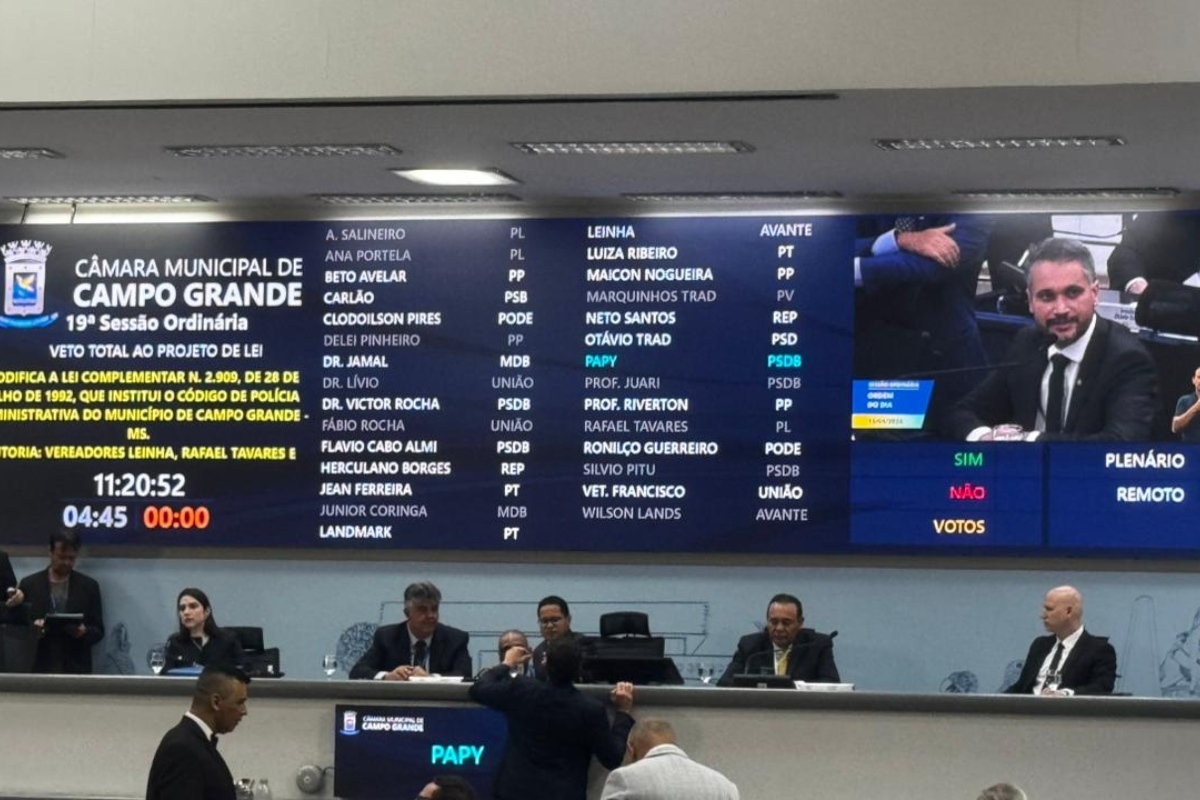 CÂMARA MUNICIPAL DE
CAMPO GRANDE
19ª Sessão Ordinária
VETO TOTAL AO PROJETO DE LEI
ODIFICA A LEI COMPLEMENTAR N. 2.909, DE 28 DE
LHO DE 1992, QUE INSTITUI O CÓDIGO DE POLÍCIA
MINISTRATIVA DO MUNICÍPIO DE CAMPO GRANDE -
MS.
TORIA: VEREADORES LEINHA, RAFAEL TAVARES E
11:20:52
04:45 00:00
A. SALINEIRO PL
ANA PORTELA PL
BETO AVELAR PP
CARLÃO PSB
CLODOILSON PIRES PODE
DELEI PINHEIRO PP
DR. JAMAL MDB
DR. LÍVIO UNIÃO
DR. VICTOR ROCHA PSDB
FÁBIO ROCHA UNIÃO
FLAVIO CABO ALMI PSDB
HERCULANO BORGES REP
JEAN FERREIRA PT
JUNIOR CORINGA MDB
LANDMARK PT
LEINHA AVANTE
LUIZA RIBEIRO PT
MAICON NOGUEIRA PP
MARQUINHOS TRAD PV
NETO SANTOS REP
OTÁVIO TRAD PSD
PAPY PSDB
PROF. JUARI PSDB
PROF. RIVERTON PP
RAFAEL TAVARES PL
RONILÇO GUERREIRO PODE
SILVIO PITU PSDB
VET. FRANCISCO UNIÃO
WILSON LANDS AVANTE
SESSÃO ORDINÁRIA
ORDEM
DO DIA
SIM
NÃO
VOTOS
PLENÁRIO
REMOTO
CÂMARA MUNICIPAL DE
CAMPO GRANDE
PAPY